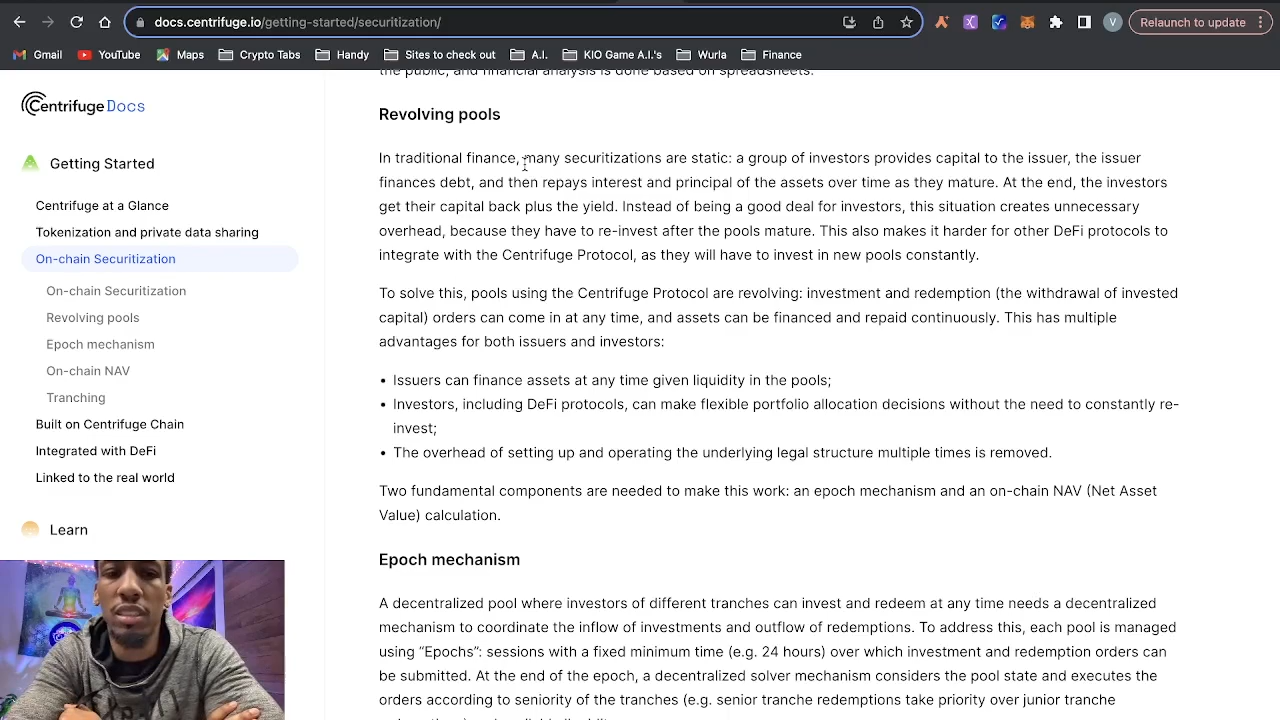 docs.centrifuge.io/getting-started/securitization/
V
Relaunch to update
Gmail
YouTube
Maps
Crypto Tabs
Handy
Sites to check out
A.I.
KIO Game A.I.'s
Wurla
Finance
the public, and financial analysis is done based on spreadsheets.
Centrifuge Docs
Getting Started
Centrifuge at a Glance
Tokenization and private data sharing
On-chain Securitization
On-chain Securitization
Revolving pools
Epoch mechanism
On-chain NAV
Tranching
Built on Centrifuge Chain
Integrated with DeFi
Linked to the real world
Learn
Revolving pools
In traditional finance, many securitizations are static: a group of investors provides capital to the issuer, the issuer
finances debt, and then repays interest and principal of the assets over time as they mature. At the end, the investors
get their capital back plus the yield. Instead of being a good deal for investors, this situation creates unnecessary
overhead, because they have to re-invest after the pools mature. This also makes it harder for other DeFi protocols to
integrate with the Centrifuge Protocol, as they will have to invest in new pools constantly.
To solve this, pools using the Centrifuge Protocol are revolving: investment and redemption (the withdrawal of invested
capital) orders can come in at any time, and assets can be financed and repaid continuously. This has multiple
advantages for both issuers and investors:
• Issuers can finance assets at any time given liquidity in the pools;
• Investors, including DeFi protocols, can make flexible portfolio allocation decisions without the need to constantly re-
invest;
• The overhead of setting up and operating the underlying legal structure multiple times is removed.
Two fundamental components are needed to make this work: an epoch mechanism and an on-chain NAV (Net Asset
Value) calculation.
Epoch mechanism
A decentralized pool where investors of different tranches can invest and redeem at any time needs a decentralized
mechanism to coordinate the inflow of investments and outflow of redemptions. To address this, each pool is managed
using "Epochs": sessions with a fixed minimum time (e.g. 24 hours) over which investment and redemption orders can
be submitted. At the end of the epoch, a decentralized solver mechanism considers the pool state and executes the
orders according to seniority of the tranches (e.g. senior tranche redemptions take priority over junior tranche